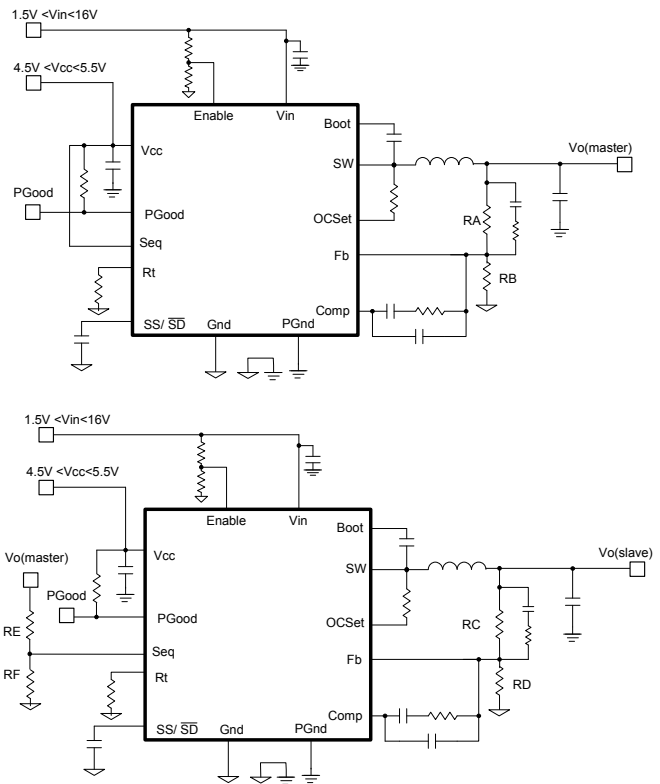 1.5V <Vin<16V
4.5V <Vcc<5.5V
Enable Vin
Boot
Vcc
Vo(master)
SW
PGood
PGood
OCSet
RA
Seq
Fb
Rt
RB
Comp
SS/ SD Gnd PGnd
1.5V <Vin<16V
4.5V <Vcc<5.5V
Enable Vin
Boot
Vo(master)
Vcc
Vo(slave)
SW
PGood
RE
PGood
OCSet
RC
Seq
Fb
RF
Rt
RD
Comp
SS/ SD Gnd PGnd